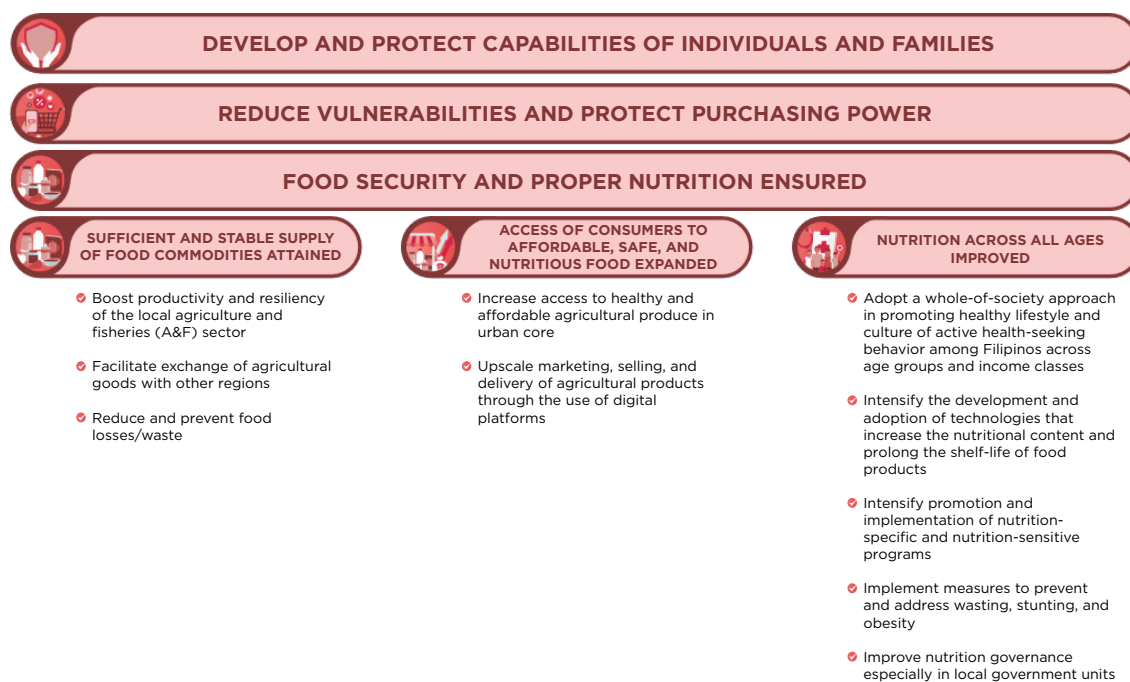 DEVELOP AND PROTECT CAPABILITIES OF INDIVIDUALS AND FAMILIES
REDUCE VULNERABILITIES AND PROTECT PURCHASING POWER
FOOD SECURITY AND PROPER NUTRITION ENSURED
SUFFICIENT AND STABLE SUPPLY
OF FOOD COMMODITIES ATTAINED
Boost productivity and resiliency
of the local agriculture and
fisheries (A&F) sector
Facilitate exchange of agricultural
goods with other regions
Reduce and prevent food
losses/waste
ACCESS OF CONSUMERS TO
AFFORDABLE, SAFE, AND
NUTRITIOUS FOOD EXPANDED
Increase access to healthy and
affordable agricultural produce in
urban core
Upscale marketing, selling, and
delivery of agricultural products
through the use of digital
platforms
NUTRITION ACROSS ALL AGES
IMPROVED
Adopt a whole-of-society approach
in promoting healthy lifestyle and
culture of active health-seeking
behavior among Filipinos across
age groups and income classes
Intensify the development and
adoption of technologies that
increase the nutritional content and
prolong the shelf-life of food
products
Intensify promotion and
implementation of nutrition-
specific and nutrition-sensitive
programs
Implement measures to prevent
and address wasting, stunting, and
obesity
Improve nutrition governance
especially in local government units